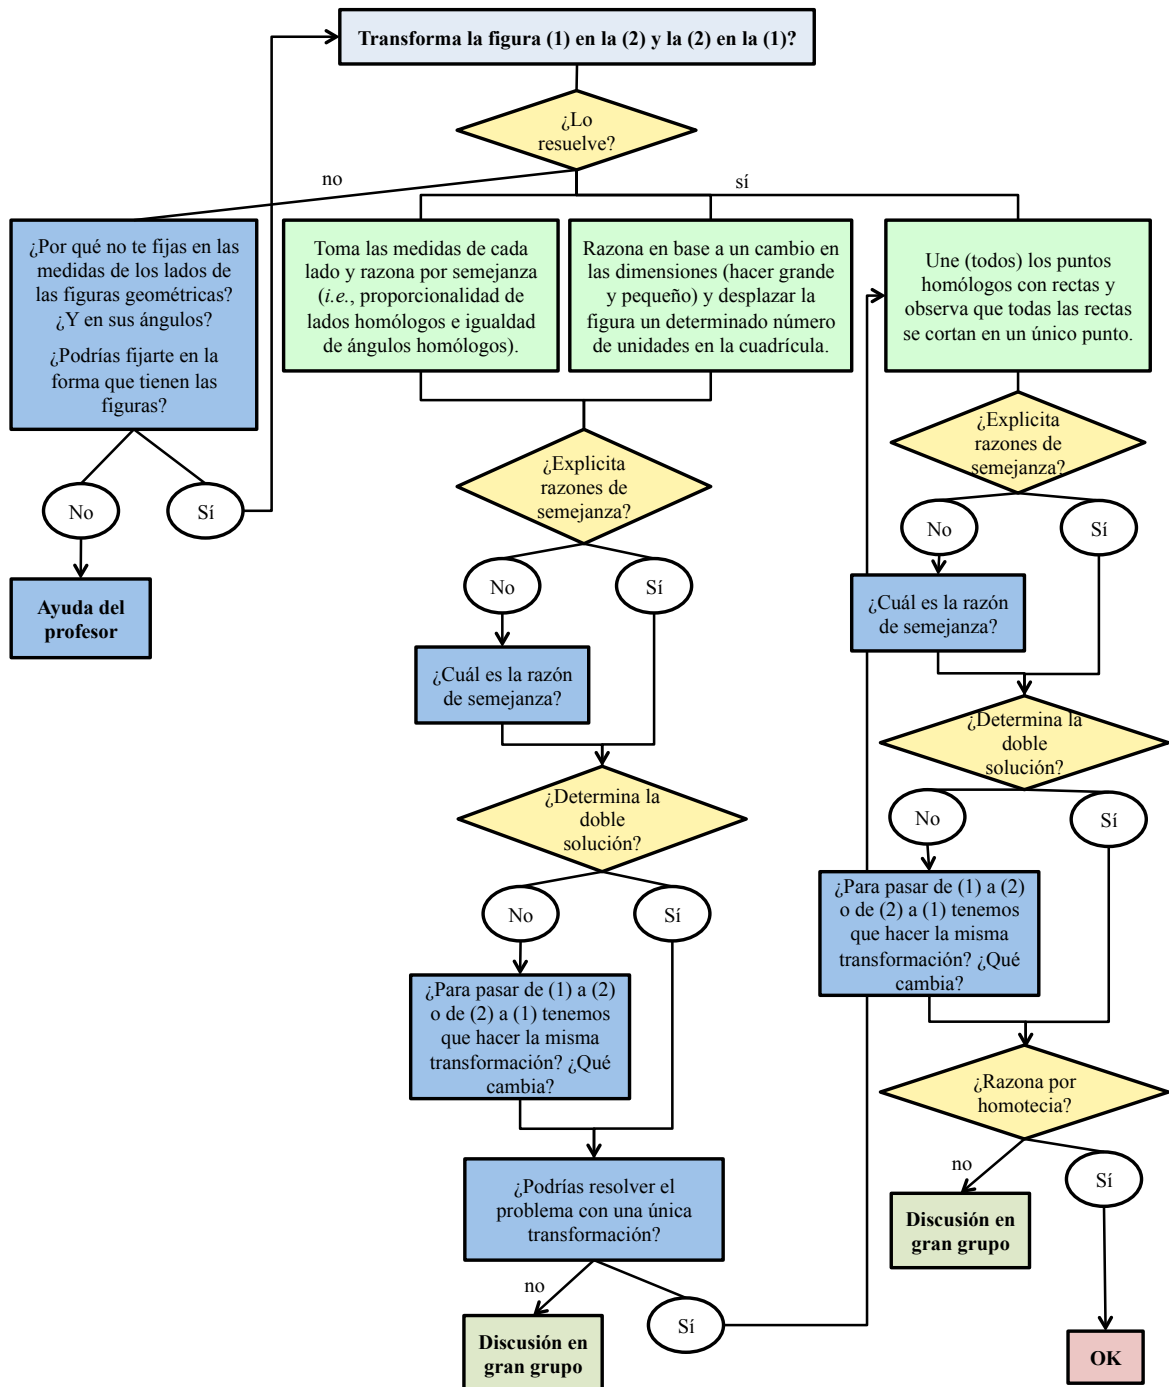 Transforma la figura (1) en la (2) y la (2) en la (1)?
¿Lo
resuelve?
no
sí
¿Por qué no te fijas en las
medidas de los lados de
las figuras geométricas?
¿Y en sus ángulos?
¿Podrías fijarte en la
forma que tienen las
figuras?
No
Sí
Ayuda del
profesor
Toma las medidas de cada
lado y razona por semejanza
(i.e., proporcionalidad de
lados homólogos e igualdad
de ángulos homólogos).
Razona en base a un cambio en
las dimensiones (hacer grande
y pequeño) y desplazar la
figura un determinado número
de unidades en la cuadrícula.
¿Explicita
razones de
semejanza?
No
Sí
¿Cuál es la razón
de semejanza?
¿Determina la
doble
solución?
No
Sí
¿Para pasar de (1) a (2)
o de (2) a (1) tenemos
que hacer la misma
transformación? ¿Qué
cambia?
¿Podrías resolver el
problema con una única
transformación?
no
Sí
Discusión en
gran grupo
Une (todos) los puntos
homólogos con rectas y
observa que todas las rectas
se cortan en un único punto.
¿Explicita
razones de
semejanza?
No
Sí
¿Cuál es la razón
de semejanza?
¿Determina la
doble
solución?
No
Sí
¿Para pasar de (1) a (2)
o de (2) a (1) tenemos
que hacer la misma
transformación? ¿Qué
cambia?
¿Razona por
homotecia?
no
Sí
Discusión en
gran grupo
OK